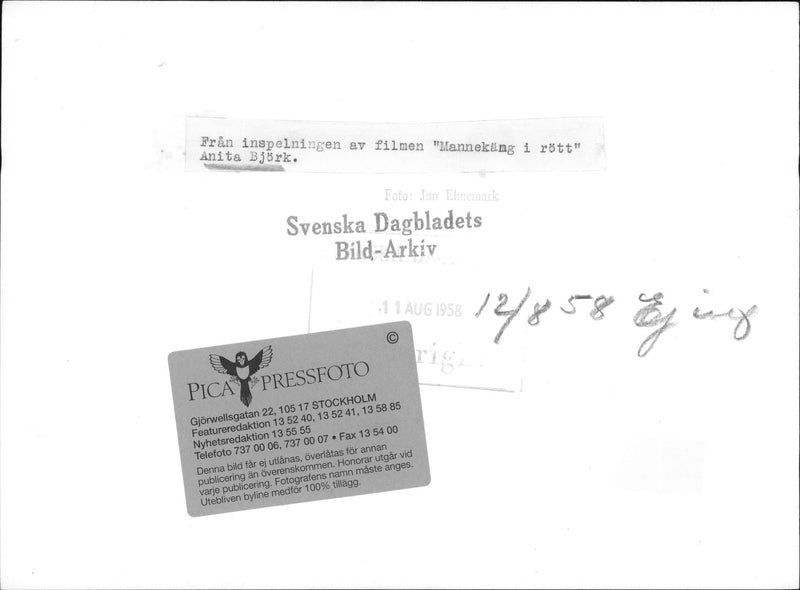 Från inspelningen av filmen "Mannekäng i rött"
Anita Björk.
Foto: Jan Ehnemark
Svenska Dagbladets
Bild-Arkiv
11 AUG 1958
12/8 58 Ej
©
PICA PRESSFOTO
Gjörwellsgatan 22, 105 17 STOCKHOLM
Featureredaktion 13 52 40, 13 52 41, 13 58 85
Nyhetsredaktion 13 55 55
Telefoto 737 00 06, 737 00 07 • Fax 13 54 00
Denna bild får ej utlånas, överlåtas för annan
publicering än överenskommen. Honorar utgår vid
varje publicering. Fotografens namn måste anges.
Utebliven byline medför 100% tillägg.